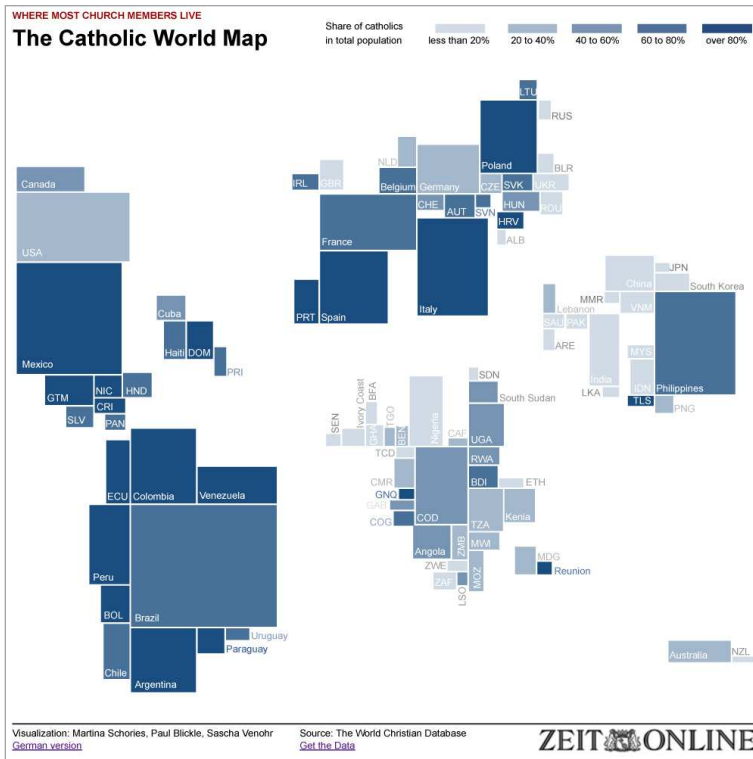 WHERE MOST CHURCH MEMBERS LIVE
The Catholic World Map
Share of catholics
in total population
less than 20%
20 to 40%
40 to 60%
60 to 80%
over 80%
LTU
RUS
Poland
NLD
BLR
Canada
IRL
GBR
Belgium
Germany
CZE
SVK
UKR
CHE
AUT
SVN
HUN
ROU
USA
France
HRV
ALB
China
JPN
South Korea
PRT
Spain
Italy
MMR
Lebanon
VNM
Cuba
SAU
PAK
Mexico
Haiti
DOM
PRI
ARE
India
MYS
IDN
Philippines
LKA
TLS
PNG
GTM
NIC
HND
CRI
SLV
PAN
SDN
South Sudan
SEN
Ivory Coast
BFA
GHA
TGO
BEN
Nigeria
CAF
UGA
TCD
RWA
ECU
Colombia
Venezuela
CMR
BDI
ETH
GNQ
GAB
COG
COD
TZA
Kenia
Peru
Angola
ZMB
MWI
MDG
ZWE
Reunion
BOL
Brazil
ZAF
LSO
MOZ
Uruguay
Paraguay
Chile
Argentina
Australia
NZL
Visualization: Martina Schories, Paul Blickle, Sascha Venohr
German version
Source: The World Christian Database
Get the Data
ZEIT ONLINE